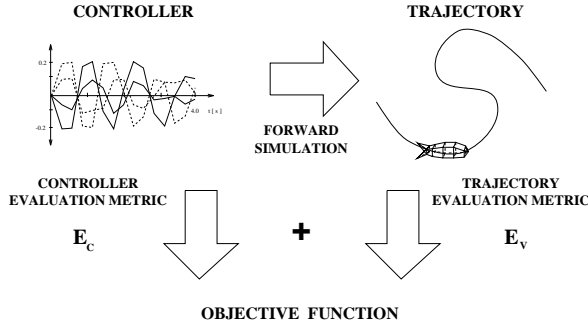 CONTROLLER
TRAJECTORY
0.2
-0.2
4.0
t [ s ]
FORWARD
SIMULATION
CONTROLLER
EVALUATION METRIC
E_C
+
TRAJECTORY
EVALUATION METRIC
E_V
OBJECTIVE FUNCTION